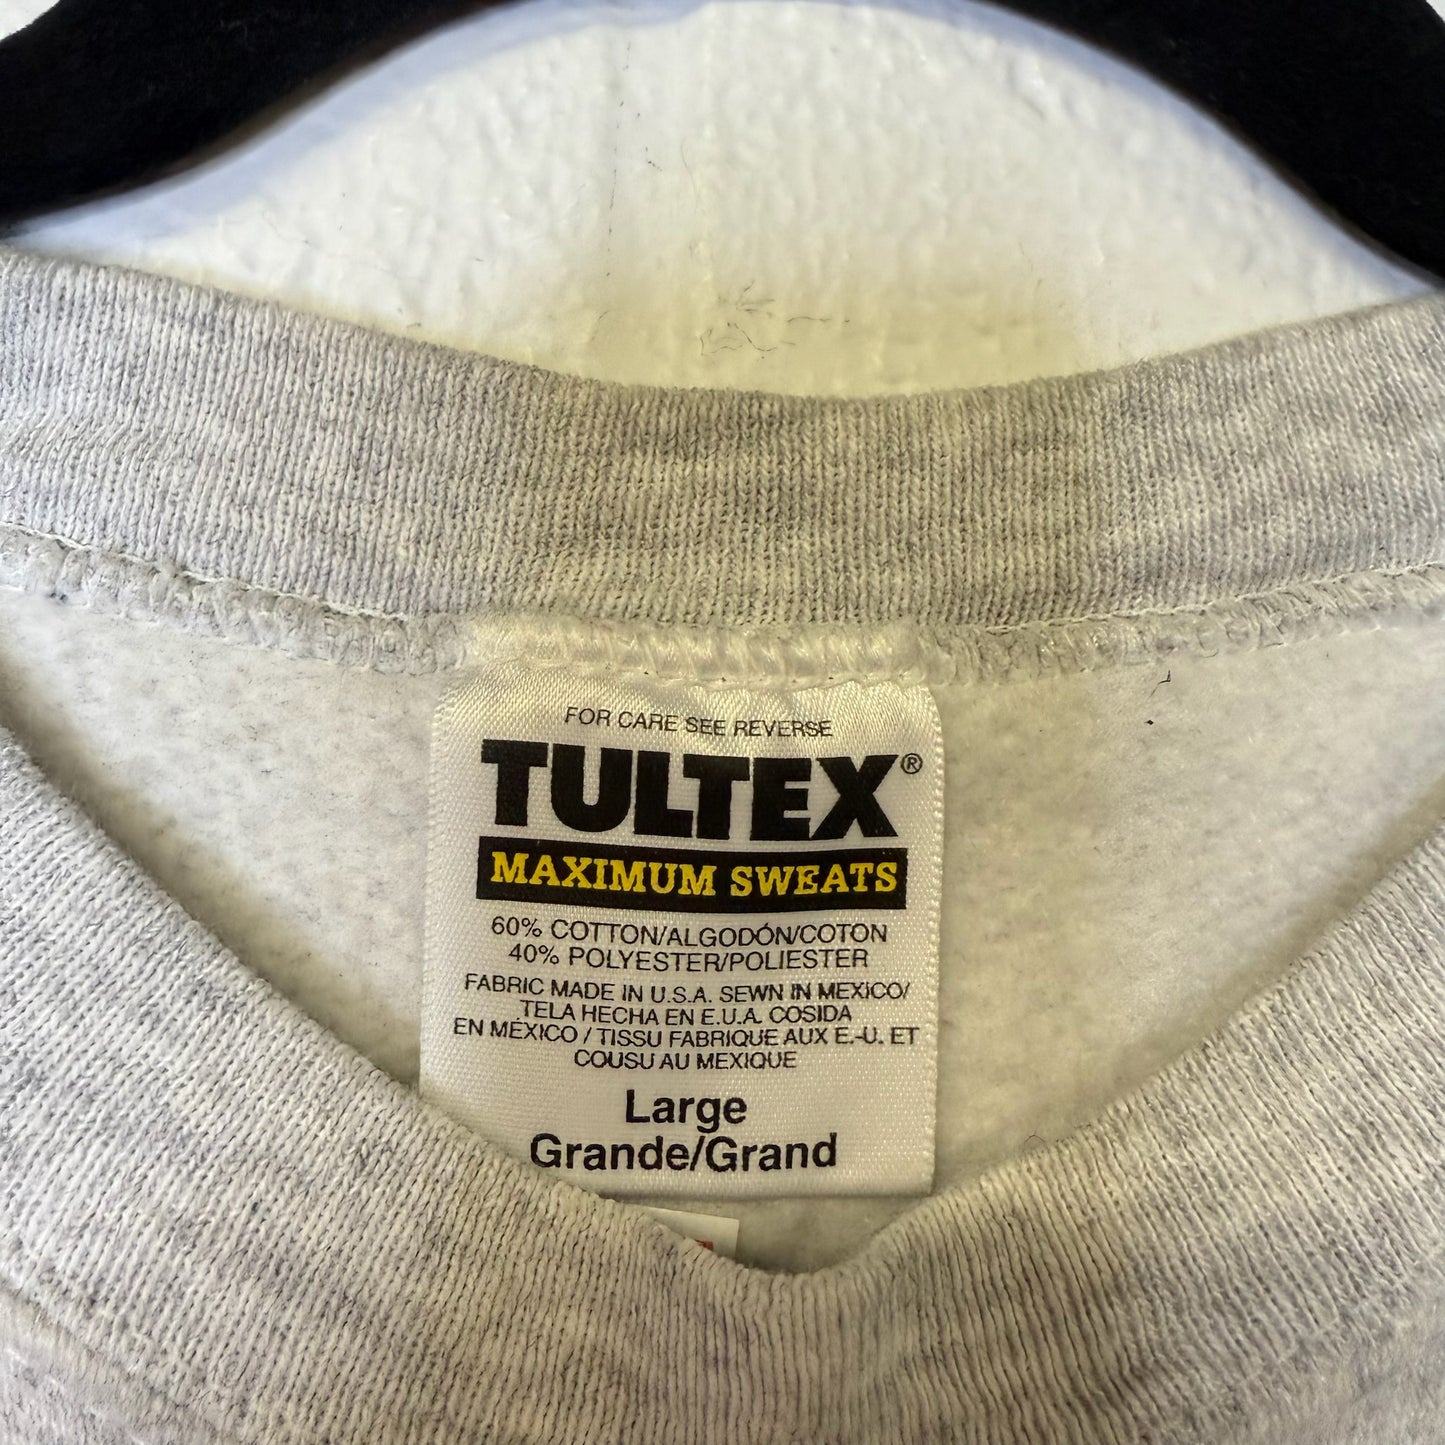 FOR CARE SEE REVERSE
TULTEX®
MAXIMUM SWEATS
60% COTTON/ALGODÓN/COTON
40% POLYESTER/POLIESTER
FABRIC MADE IN U.S.A. SEWN IN MEXICO/
TELA HECHA EN E.U.A. COSIDA
EN MÉXICO / TISSU FABRIQUE AUX E.-U. ET
COUSU AU MEXIQUE
Large
Grande/Grand